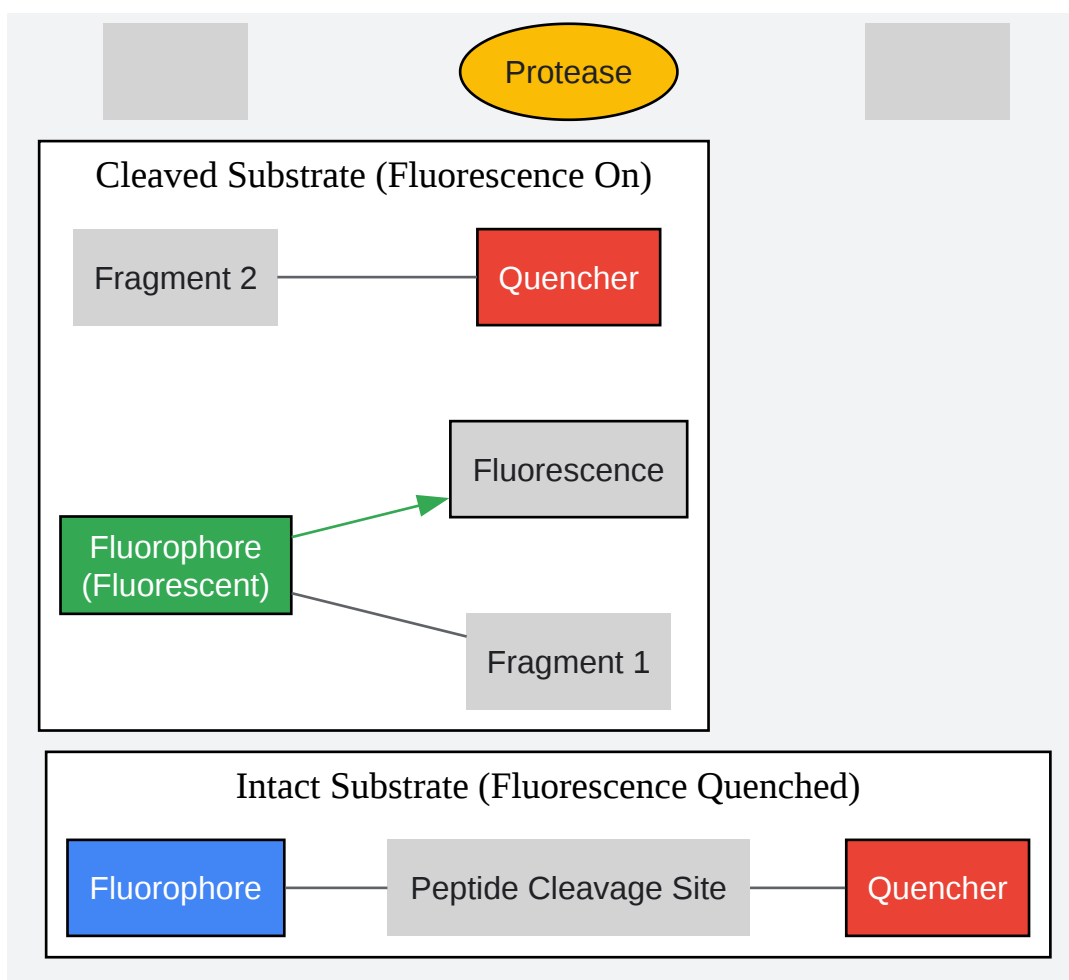 Protease
Cleaved Substrate (Fluorescence On)
Fragment 2
Quencher
Fluorescence
Fluorophore
(Fluorescent)
Fragment 1
Intact Substrate (Fluorescence Quenched)
Fluorophore
Peptide Cleavage Site
Quencher